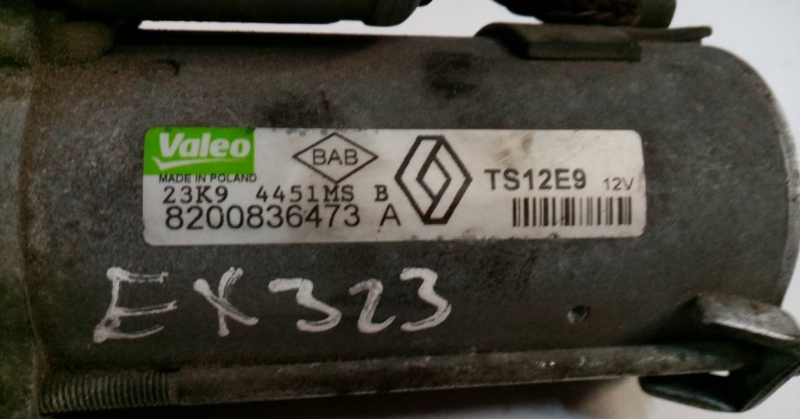 Valeo
MADE IN POLAND
BAB
TS12E9 12V
23K9 4451MS B
8200836473 A
EX323